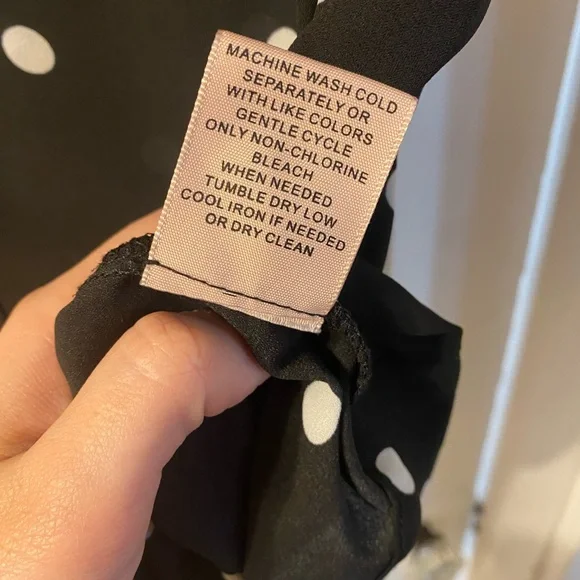 MACHINE WASH COLD
SEPARATELY OR
WITH LIKE COLORS
GENTLE CYCLE
ONLY NON-CHLORINE
BLEACH
WHEN NEEDED
TUMBLE DRY LOW
COOL IRON IF NEEDED
OR DRY CLEAN